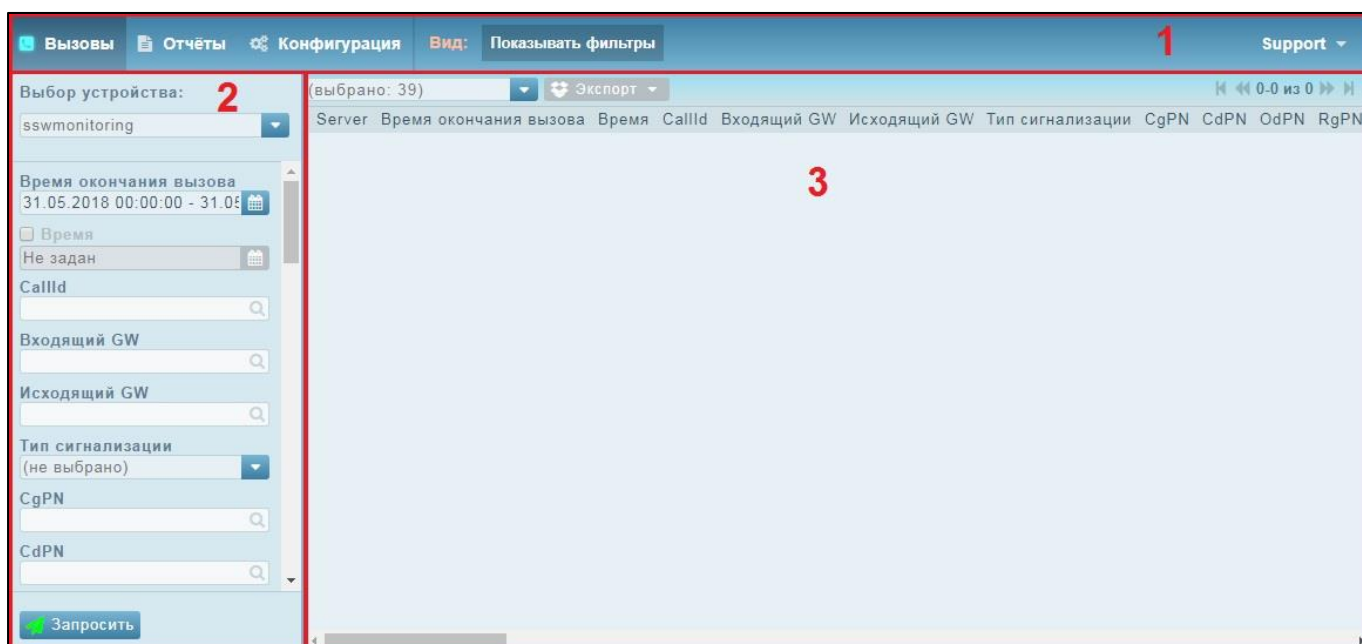 Вызовы Отчёты Конфигурация Вид: Показывать фильтры 1 Support
Выбор устройства: 2
sswmonitoring
Время окончания вызова
31.05.2018 00:00:00 - 31.05
Время
Не задан
CallId
Входящий GW
Исходящий GW
Тип сигнализации
(не выбрано)
CgPN
CdPN
Запросить
(выбрано: 39) Экспорт 0-0 из 0
Server Время окончания вызова Время CallId Входящий GW Исходящий GW Тип сигнализации CgPN CdPN OdPN RgPN
3